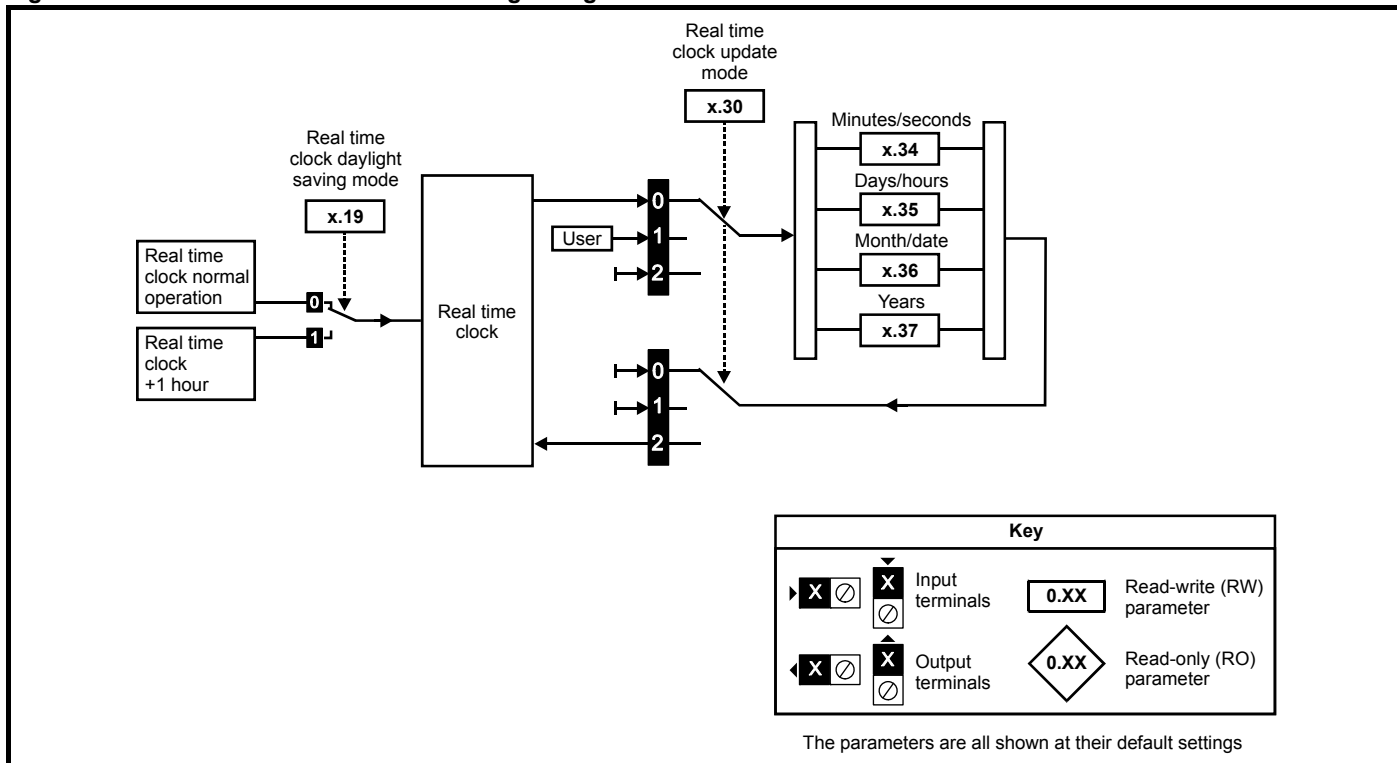 Real time
clock update
mode
x.30
Real time
clock daylight
saving mode
x.19
Real time
clock normal
operation
0
Real time
clock
+1 hour
1
Real time
clock
0
User
1
2
0
1
2
Minutes/seconds
x.34
Days/hours
x.35
Month/date
x.36
Years
x.37
Key
X
X
Input
terminals
0.XX
Read-write (RW)
parameter
X
X
Output
terminals
0.XX
Read-only (RO)
parameter
The parameters are all shown at their default settings